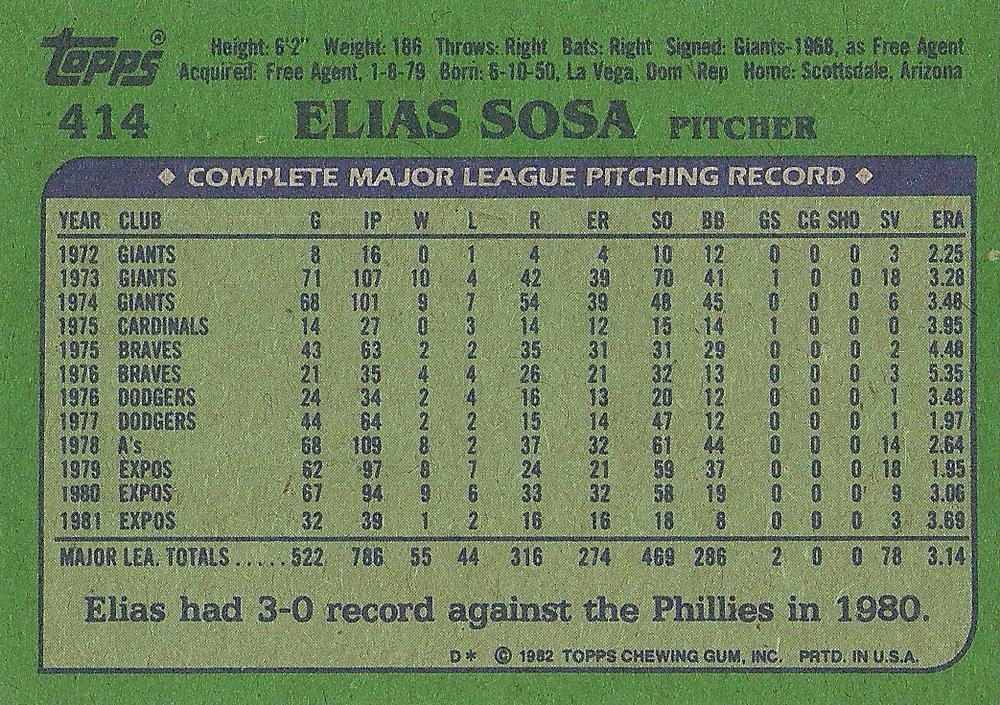 Topps®
Height: 6'2" Weight: 186 Throws: Right Bats: Right Signed: Giants-1968, as Free Agent
Acquired: Free Agent, 1-8-79 Born: 6-10-50, La Vega, Dom Rep Home: Scottsdale, Arizona
414 ELIAS SOSA PITCHER
◆ COMPLETE MAJOR LEAGUE PITCHING RECORD ◆
YEAR CLUB G IP W L R ER SO BB GS CG SHO SV ERA
1972 GIANTS 8 16 0 1 4 4 10 12 0 0 0 3 2.25
1973 GIANTS 71 107 10 4 42 39 70 41 1 0 0 18 3.28
1974 GIANTS 68 101 9 7 54 39 48 45 0 0 0 6 3.48
1975 CARDINALS 14 27 0 3 14 12 15 14 1 0 0 0 3.95
1975 BRAVES 43 63 2 2 35 31 31 29 0 0 0 2 4.48
1976 BRAVES 21 35 4 4 26 21 32 13 0 0 0 3 5.35
1976 DODGERS 24 34 2 4 16 13 20 12 0 0 0 1 3.48
1977 DODGERS 44 64 2 2 15 14 47 12 0 0 0 1 1.97
1978 A's 68 109 8 2 37 32 61 44 0 0 0 14 2.64
1979 EXPOS 62 97 8 7 24 21 59 37 0 0 0 18 1.95
1980 EXPOS 67 94 9 6 33 32 58 19 0 0 0 9 3.06
1981 EXPOS 32 39 1 2 16 16 18 8 0 0 0 3 3.69
MAJOR LEA. TOTALS.....522 786 55 44 316 274 469 286 2 0 0 78 3.14
Elias had 3-0 record against the Phillies in 1980.
D* © 1982 TOPPS CHEWING GUM, INC. PRTD. IN U.S.A.